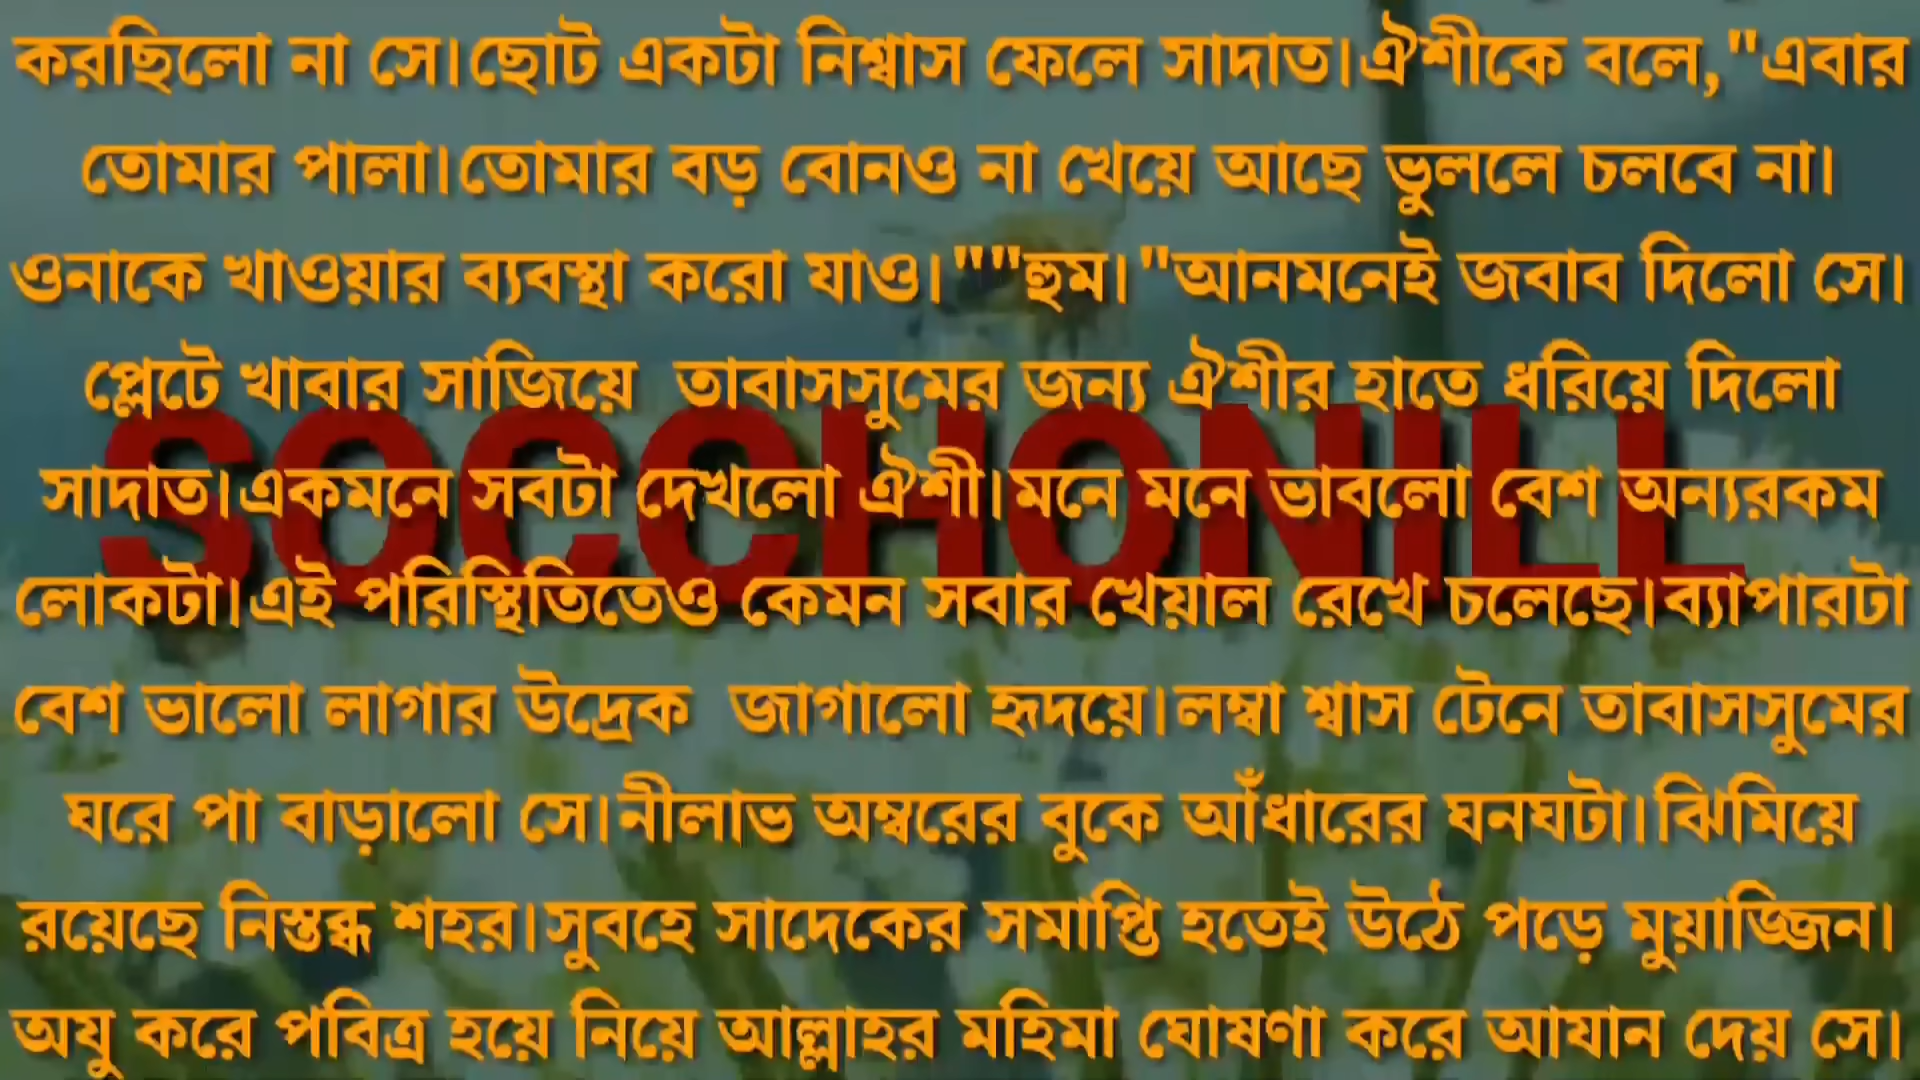 করছিলো না সে।ছোট একটা নিশ্বাস ফেলে সাদাত।ঐশীকে বলে,"এবার
তোমার পালা।তোমার বড় বোনও না খেয়ে আছে ভুললে চলবে না।
ওনাকে খাওয়ার ব্যবস্থা করো যাও।""হুম।"আনমনেই জবাব দিলো সে।
প্লেটে খাবার সাজিয়ে তাবাসসুমের জন্য ঐশীর হাতে ধরিয়ে দিলো
SOCCHONILL
সাদাত।একমনে সবটা দেখলো ঐশী।মনে মনে ভাবলো বেশ অন্যরকম
লোকটা।এই পরিস্থিতিতেও কেমন সবার খেয়াল রেখে চলেছে।ব্যাপারটা
বেশ ভালো লাগার উদ্রেক জাগালো হৃদয়ে।লম্বা শ্বাস টেনে তাবাসসুমের
ঘরে পা বাড়ালো সে।নীলাভ অম্বরের বুকে আঁধারের ঘনঘটা।ঝিমিয়ে
রয়েছে নিস্তব্ধ শহর।সুবহে সাদেকের সমাপ্তি হতেই উঠে পড়ে মুয়াজ্জিন।
অযু করে পবিত্র হয়ে নিয়ে আল্লাহর মহিমা ঘোষণা করে আযান দেয় সে।